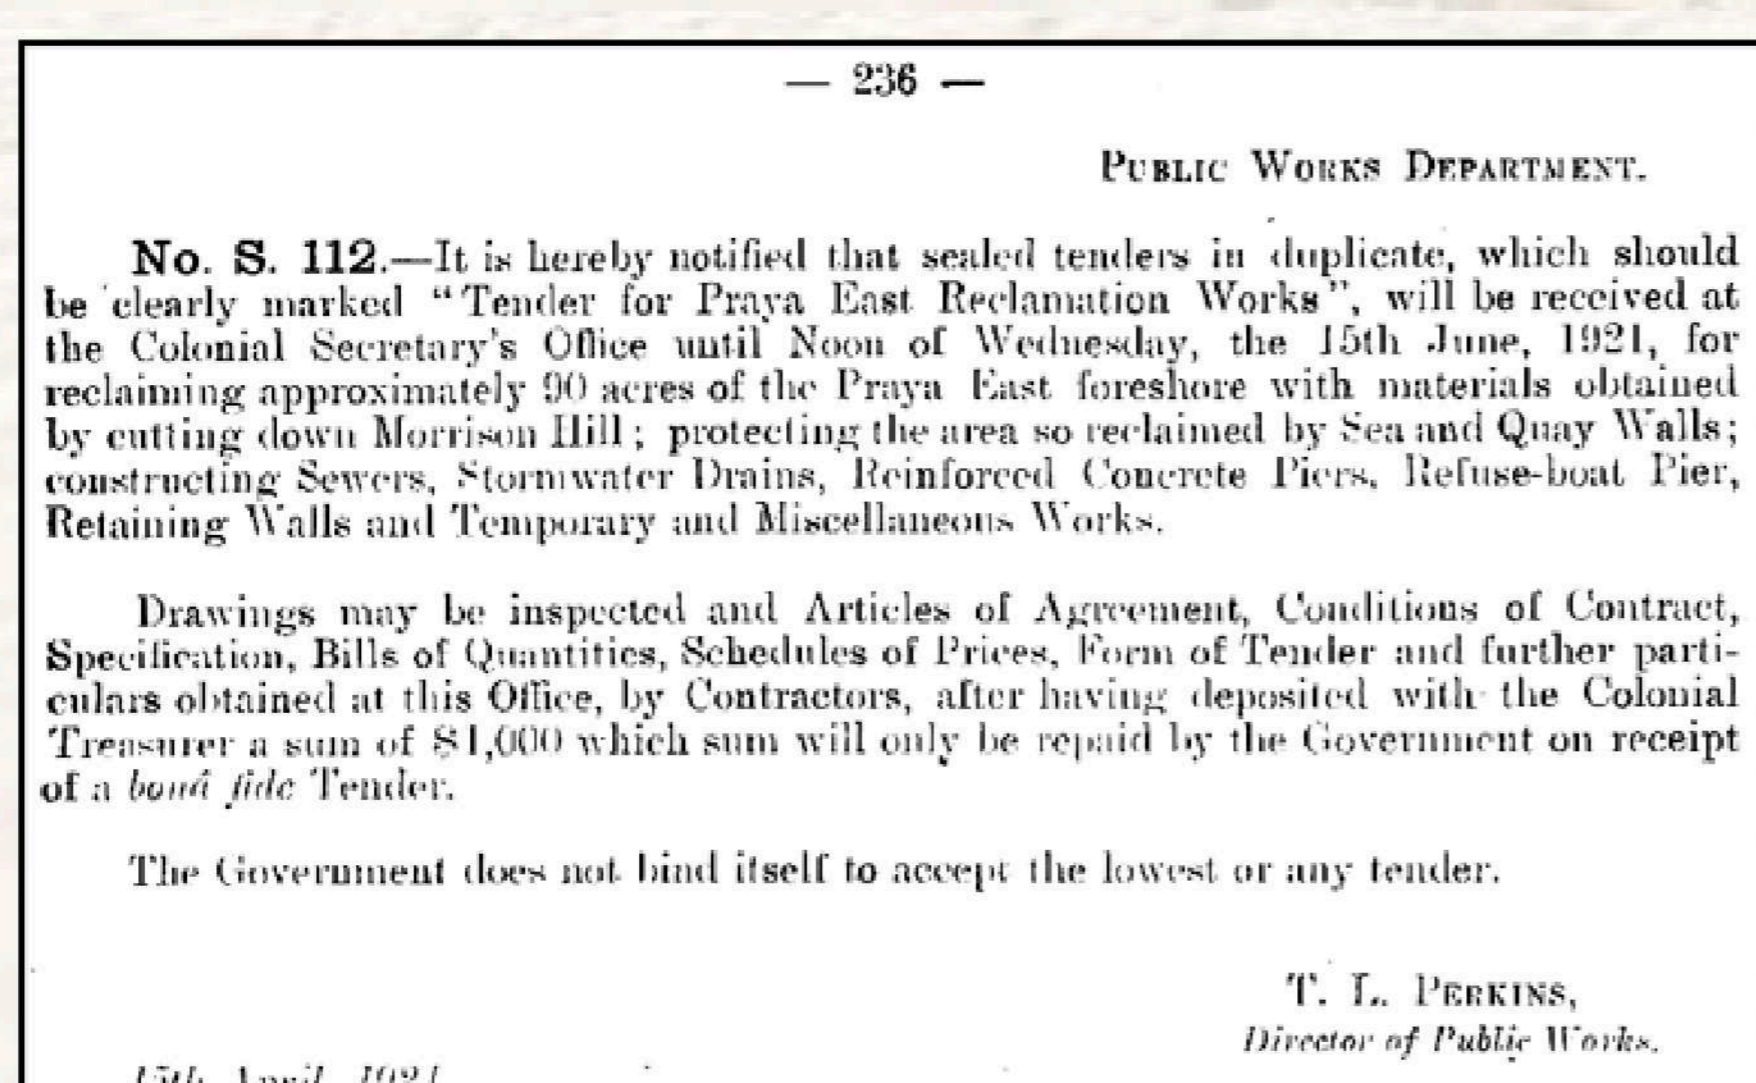 — 236 —
PUBLIC WORKS DEPARTMENT.
No. S. 112.—It is hereby notified that sealed tenders in duplicate, which should
be clearly marked "Tender for Praya East Reclamation Works", will be received at
the Colonial Secretary's Office until Noon of Wednesday, the 15th June, 1921, for
reclaiming approximately 90 acres of the Praya East foreshore with materials obtained
by cutting down Morrison Hill; protecting the area so reclaimed by Sea and Quay Walls;
constructing Sewers, Stormwater Drains, Reinforced Concrete Piers, Refuse-boat Pier,
Retaining Walls and Temporary and Miscellaneous Works.
Drawings may be inspected and Articles of Agreement, Conditions of Contract,
Specification, Bills of Quantities, Schedules of Prices, Form of Tender and further parti-
culars obtained at this Office, by Contractors, after having deposited with the Colonial
Treasurer a sum of $1,000 which sum will only be repaid by the Government on receipt
of a bonâ fide Tender.
The Government does not bind itself to accept the lowest or any tender.
T. L. PERKINS,
Director of Public Works.
15th April, 1921